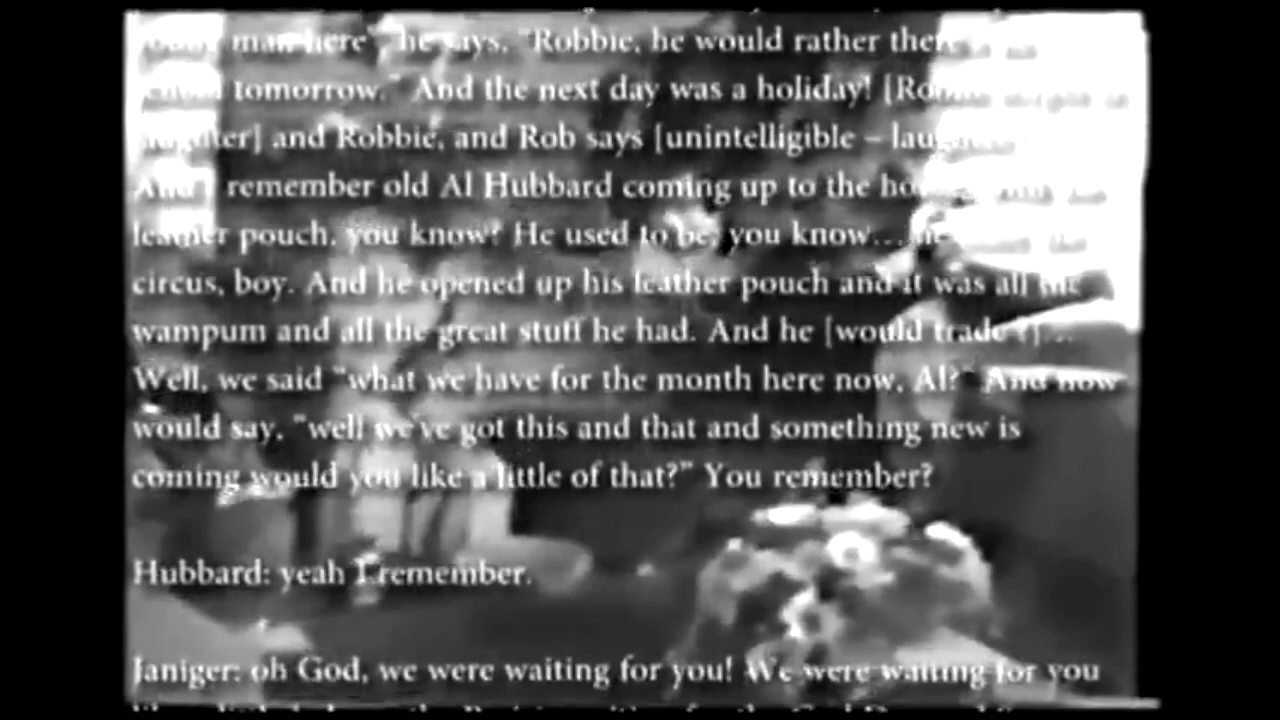 man here", he says, "Robbie, he would rather
tomorrow." And the next day was a holiday!
and Robbie, and Rob says [unintelligible –
remember old Al Hubbard coming up to the
leather pouch, you know? He used to be, you know…
circus, boy. And he opened up his leather pouch and it was all the
wampum and all the great stuff he had. And he [would trade ?]…
Well, we said "what we have for the month here now, Al?" And how
would say, "well we've got this and that and something new is
coming would you like a little of that?" You remember?
Hubbard: yeah I remember.
Janiger: oh God, we were waiting for you! We were waiting for you